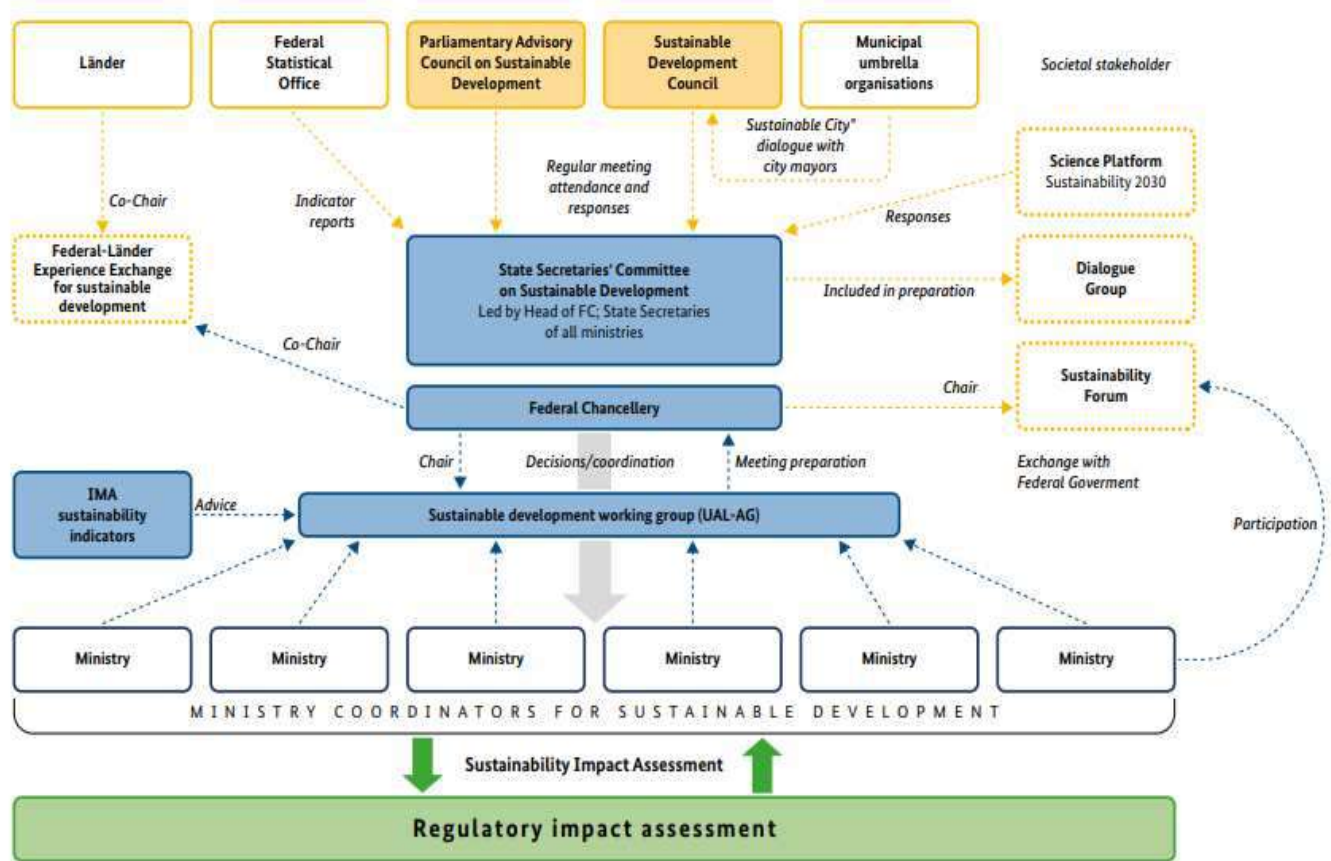 Länder
Federal
Statistical
Office
Parliamentary Advisory
Council on Sustainable
Development
Sustainable
Development
Council
Municipal
umbrella
organisations
Societal stakeholder
Sustainable City"
dialogue with
city mayors
Science Platform
Sustainability 2030
Regular meeting
attendance and
responses
Co-Chair
Indicator
reports
Responses
Federal-Länder
Experience Exchange
for sustainable
development
State Secretaries' Committee
on Sustainable Development
Led by Head of FC; State Secretaries
of all ministries
Included in preparation
Dialogue
Group
Co-Chair
Federal Chancellery
Chair
Sustainability
Forum
Chair
Decisions/coordination
Meeting preparation
Exchange with
Federal Goverment
IMA
sustainability
indicators
Advice
Sustainable development working group (UAL-AG)
Participation
Ministry
Ministry
Ministry
Ministry
Ministry
Ministry
MINISTRY COORDINATORS FOR SUSTAINABLE DEVELOPMENT
Sustainability Impact Assessment
Regulatory impact assessment